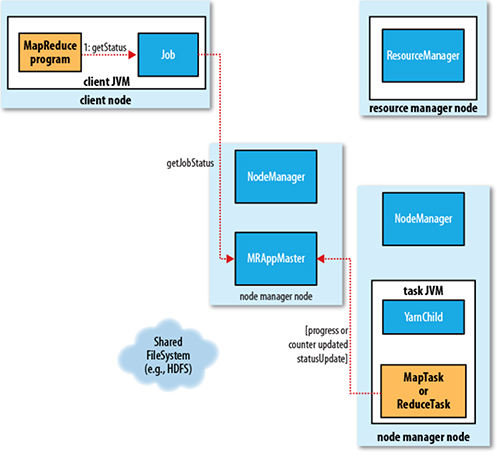 MapReduce
program
1: getStatus
Job
client JVM
client node
ResourceManager
resource manager node
getJobStatus
NodeManager
MRAppMaster
node manager node
NodeManager
task JVM
YarnChild
MapTask
or
ReduceTask
node manager node
[progress or
counter updated
statusUpdate]
Shared
FileSystem
(e.g., HDFS)